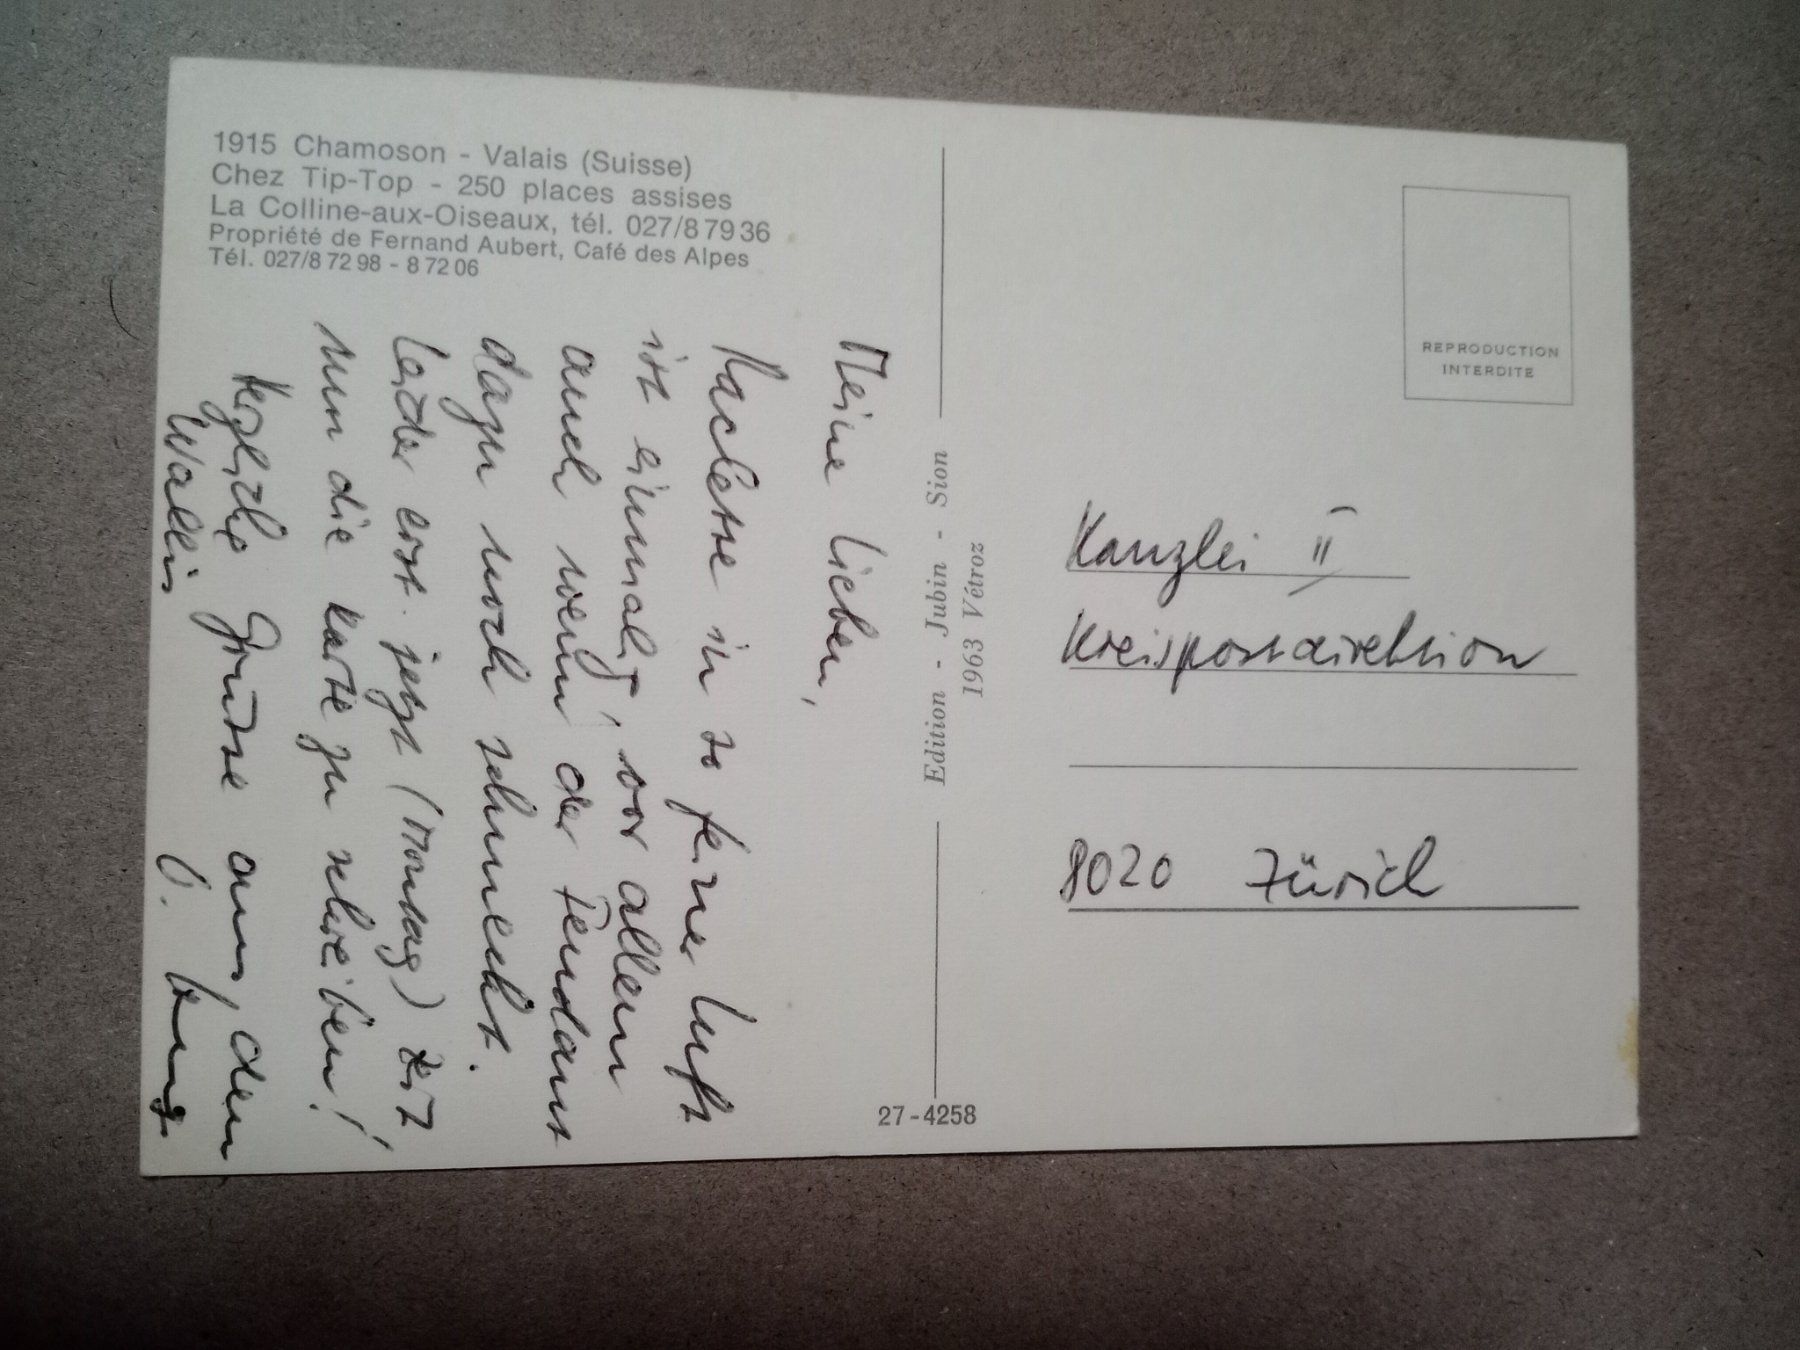 1915 Chamoson - Valais (Suisse)
Chez Tip-Top - 250 places assises
La Colline-aux-Oiseaux, tél. 027/8 79 36
Propriété de Fernand Aubert, Café des Alpes
Tél. 027/8 72 98 - 8 72 06
Meine Lieben,
Raclette in so feiner Luft
ist einmalig, vor allem
auch wenn der Fendant
dazu noch schmeckt.
Leider erst jetzt (Montag) Zeit
um die Karte zu schreiben!
Herzliche Grüsse aus dem
Wallis
Edition - Jubin - Sion
1963 Vétroz
27-4258
REPRODUCTION
INTERDITE
Kanzlei II
Kreispostdirektion
8020 Zürich